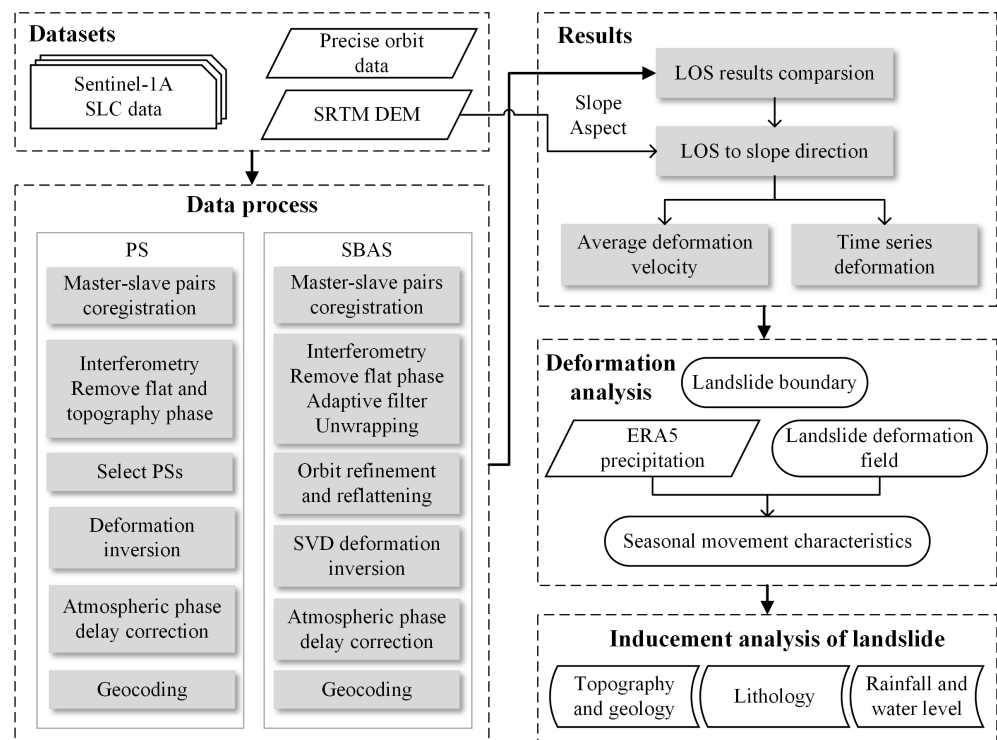 Datasets
Sentinel-1A
SLC data
Precise orbit
data
SRTM DEM
Data process
PS
Master-slave pairs
coregistration
Interferometry
Remove flat and
topography phase
Select PSs
Deformation
inversion
Atmospheric phase
delay correction
Geocoding
SBAS
Master-slave pairs
coregistration
Interferometry
Remove flat phase
Adaptive filter
Unwrapping
Orbit refinement
and reflattening
SVD deformation
inversion
Atmospheric phase
delay correction
Geocoding
Results
LOS results comparsion
Slope
Aspect
LOS to slope direction
Average deformation
velocity
Time series
deformation
Deformation
analysis
Landslide boundary
ERA5
precipitation
Landslide deformation
field
Seasonal movement characteristics
Inducement analysis of landslide
Topography
and geology
Lithology
Rainfall and
water level